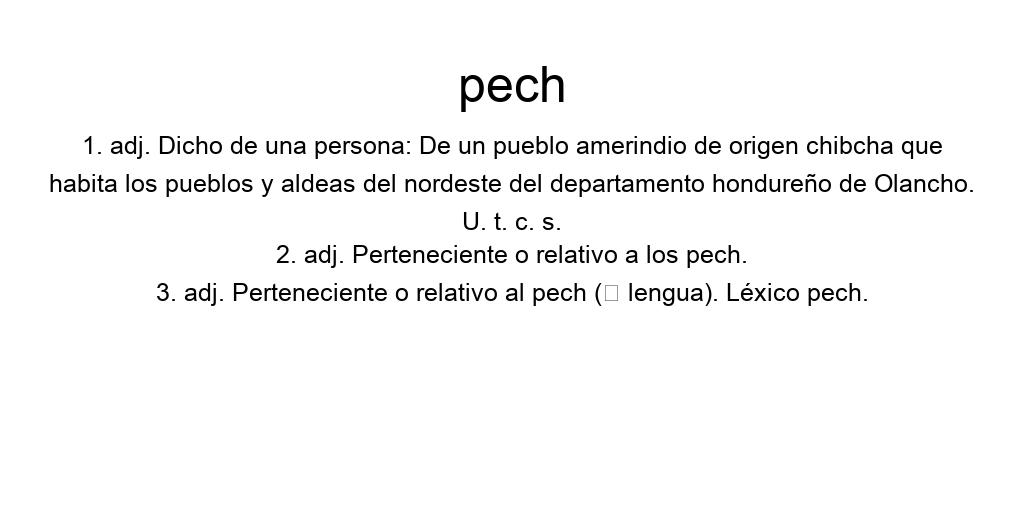 pech
1. adj. Dicho de una persona: De un pueblo amerindio de origen chibcha que
habita los pueblos y aldeas del nordeste del departamento hondureño de Olancho.
U. t. c. s.
2. adj. Perteneciente o relativo a los pech.
3. adj. Perteneciente o relativo al pech (□ lengua). Léxico pech.